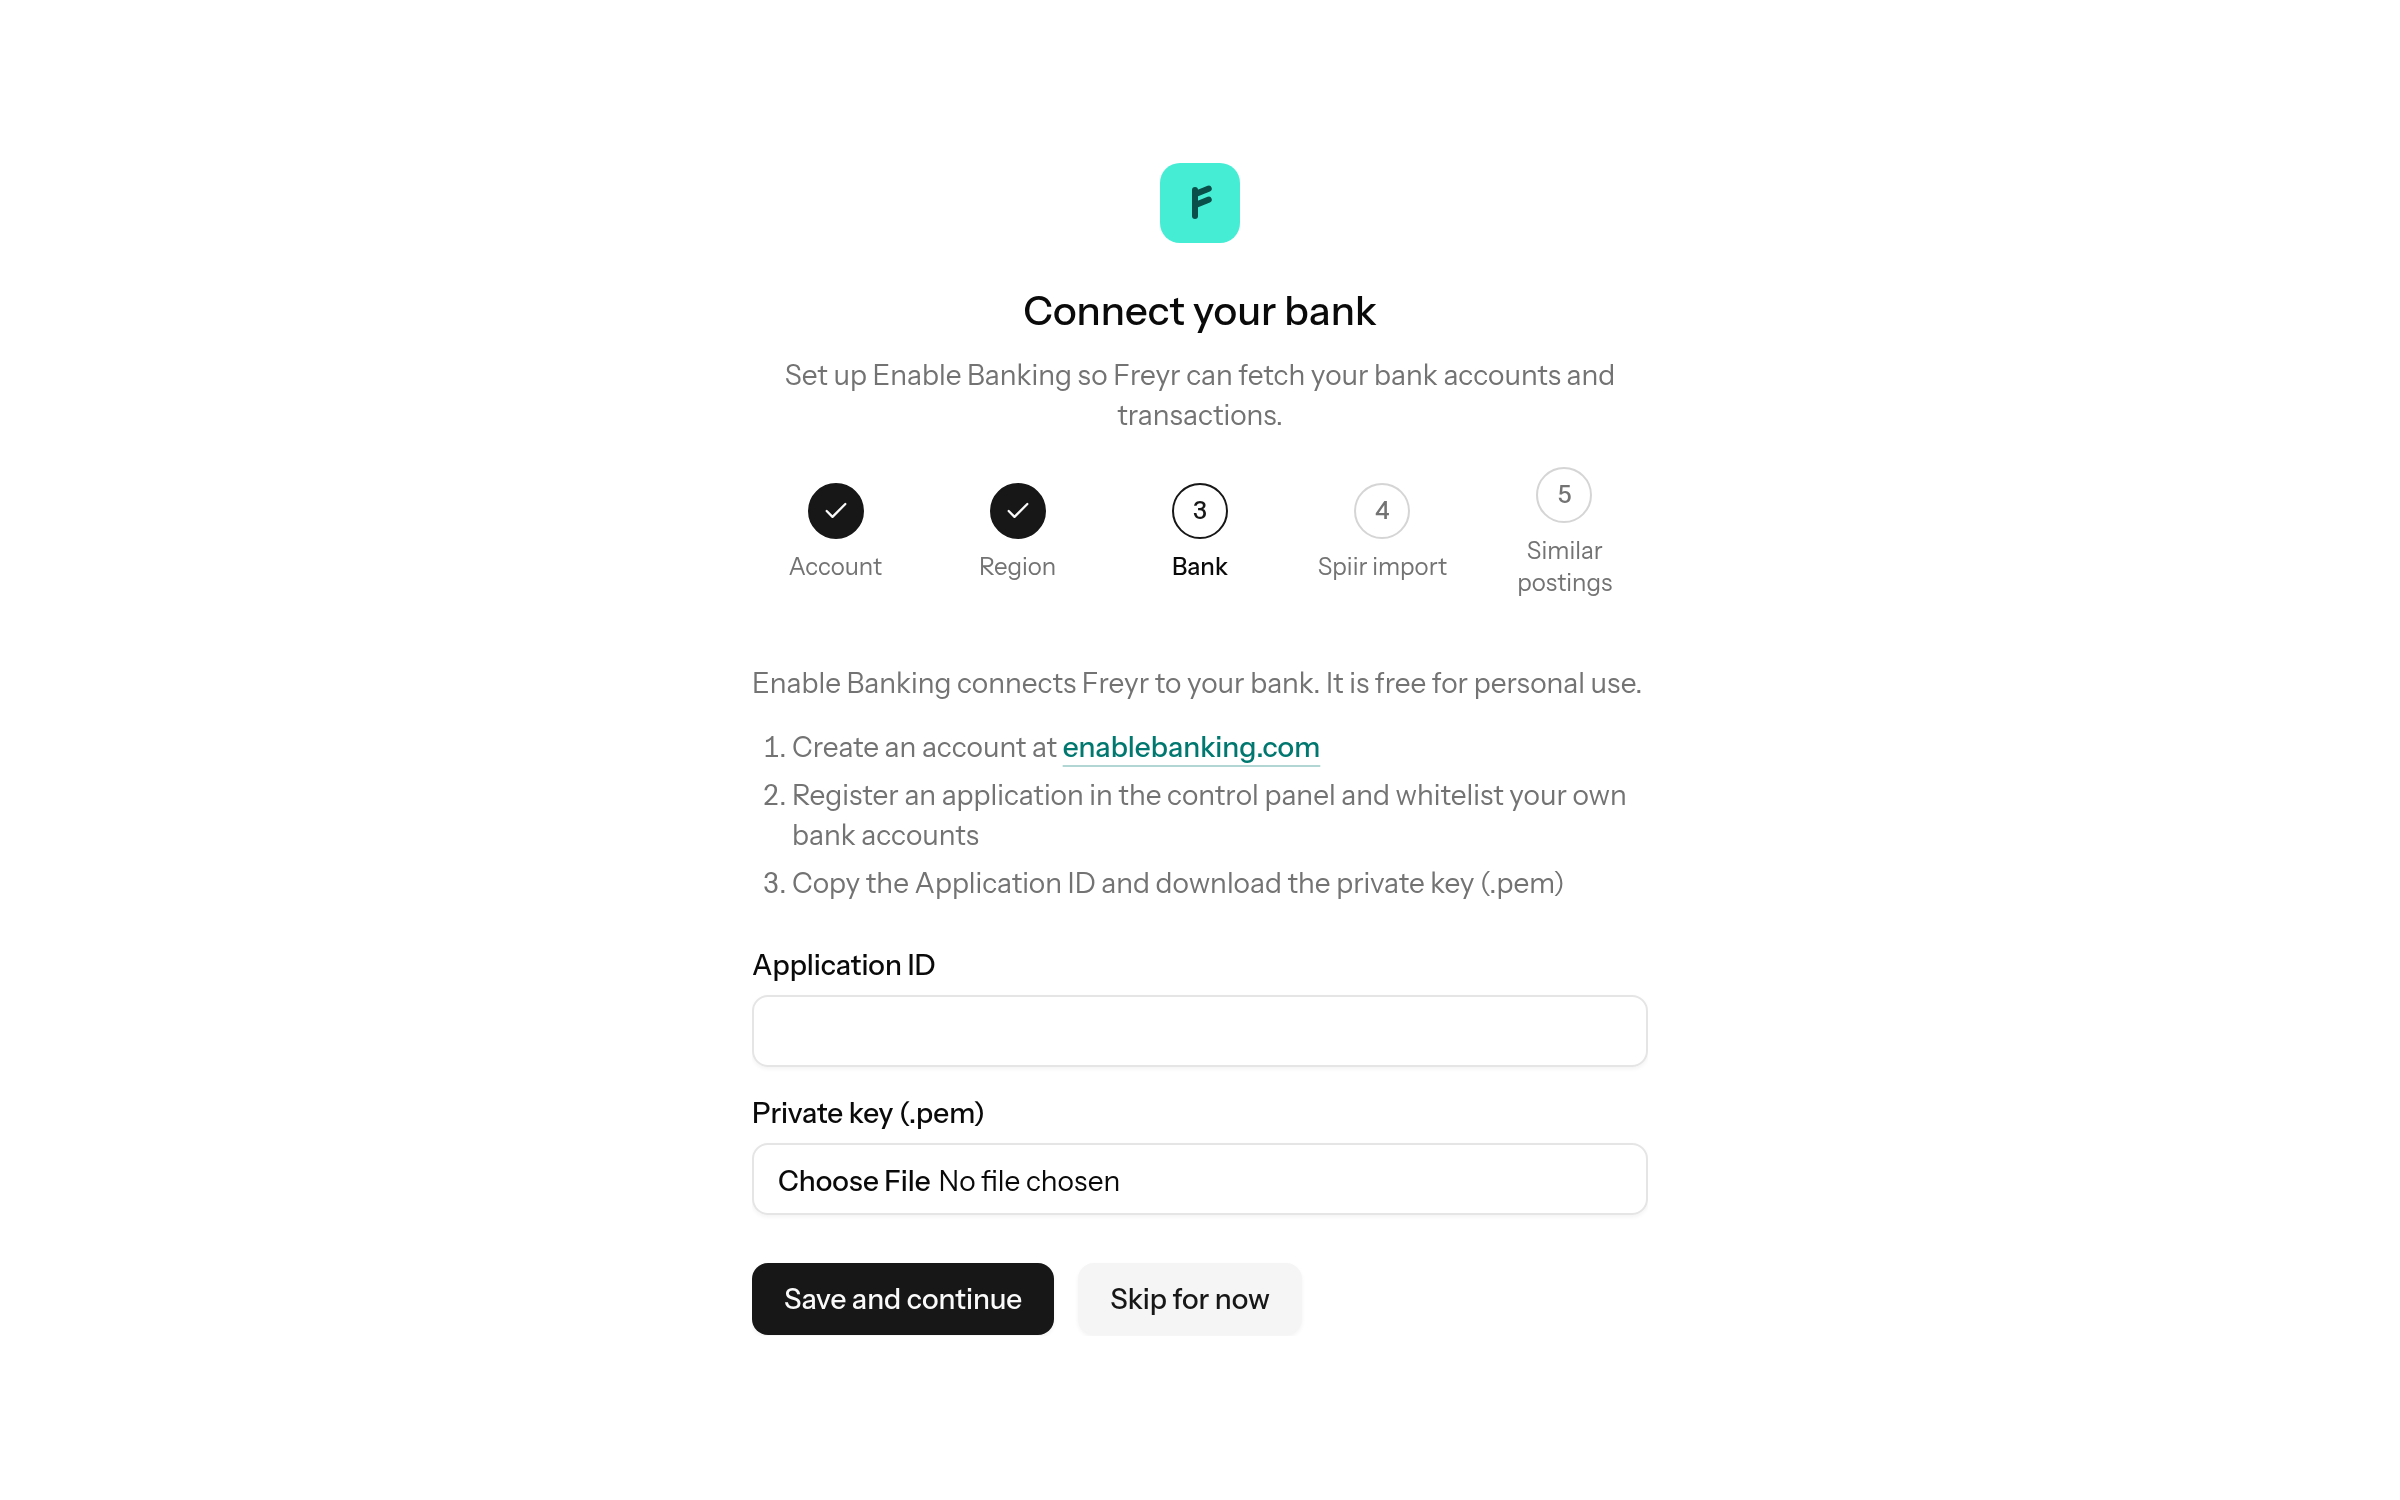 F
Connect your bank
Set up Enable Banking so Freyr can fetch your bank accounts and
transactions.
Account
Region
3
Bank
4
Spiir import
5
Similar
postings
Enable Banking connects Freyr to your bank. It is free for personal use.
1. Create an account at enablebanking.com
2. Register an application in the control panel and whitelist your own
bank accounts
3. Copy the Application ID and download the private key (.pem)
Application ID
Private key (.pem)
Choose File No file chosen
Save and continue
Skip for now